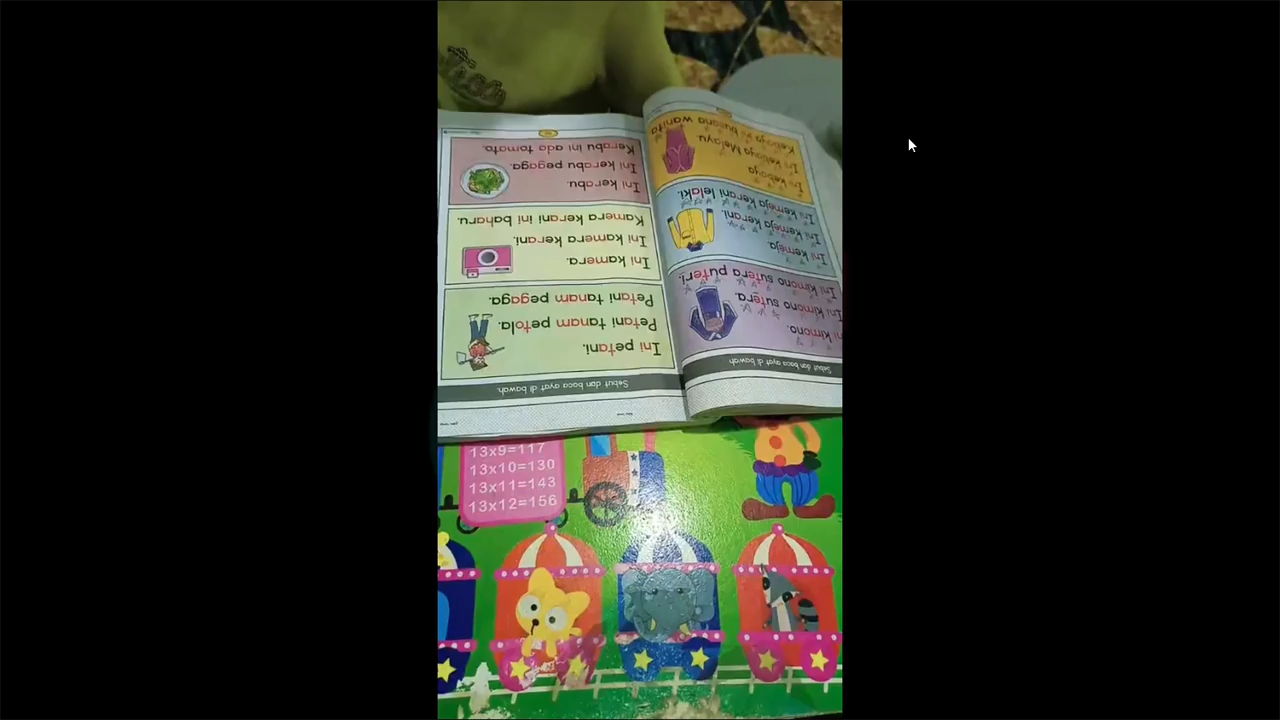 Sebut dan baca ayat di bawah.
Ini kimono.
Ini kimono sutera.
Ini kimono sutera puteri.
Ini kemeja.
Ini kemeja kerani.
Ini kemeja kerani lelaki.
Ini kebaya.
Ini kebaya Melayu.
Kebaya ini busana wanita.
Sebut dan baca ayat di bawah.
Ini petani.
Petani tanam petola.
Petani tanam pegaga.
Ini kamera.
Ini kamera kerani.
Kamera kerani ini baharu.
Ini kerabu.
Ini kerabu pegaga.
Kerabu ini ada tomato.
13x9=117
13x10=130
13x11=143
13x12=156